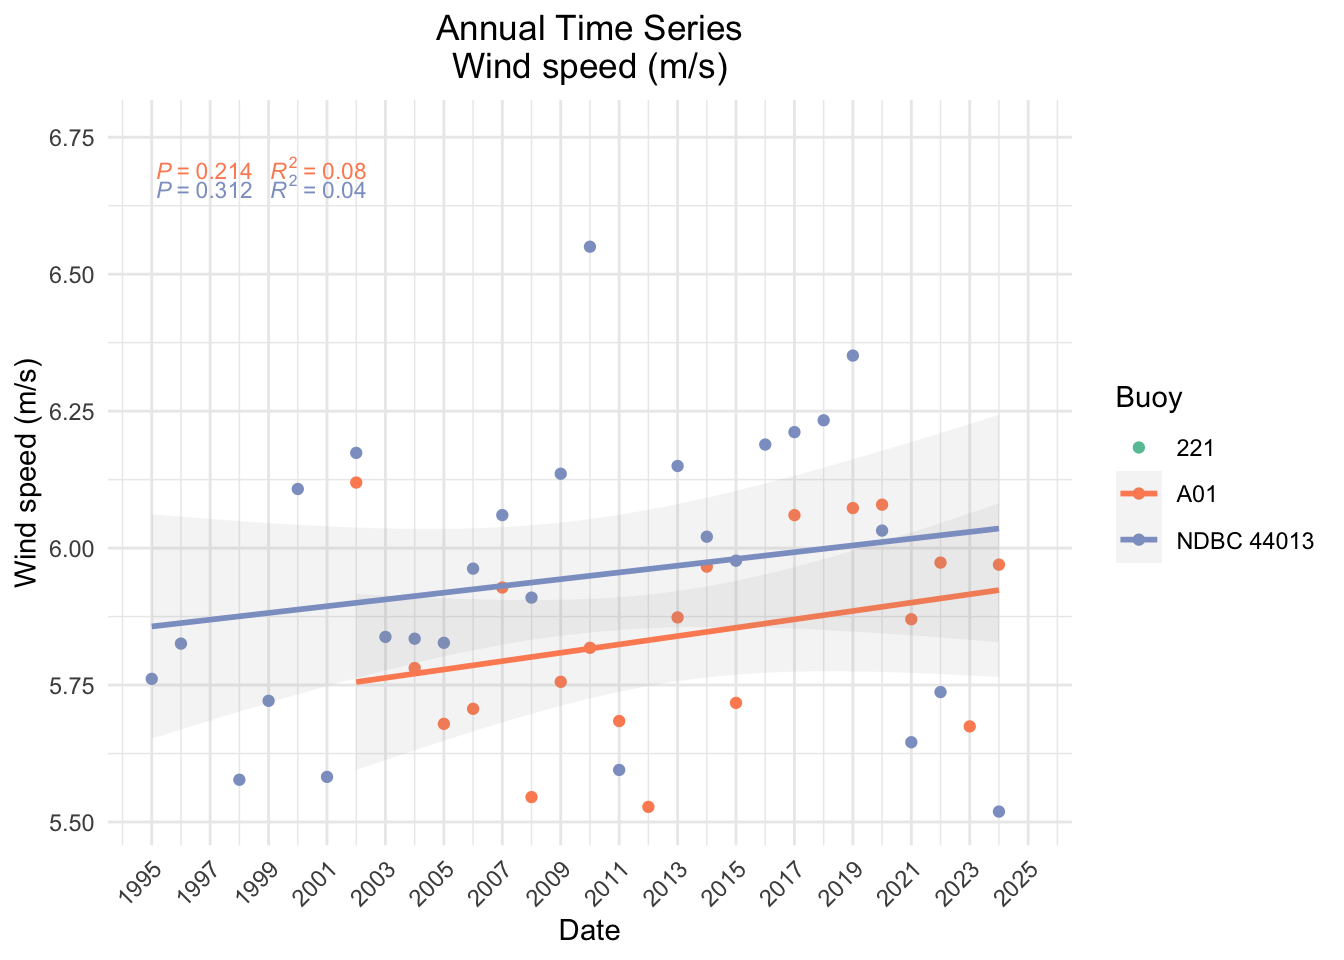 Annual Time Series
Wind speed (m/s)
P = 0.214 R² = 0.08
P = 0.312 R² = 0.04
Wind speed (m/s)
6.75
6.50
6.25
6.00
5.75
5.50
1995 1997 1999 2001 2003 2005 2007 2009 2011 2013 2015 2017 2019 2021 2023 2025
Date
Buoy
221
A01
NDBC 44013